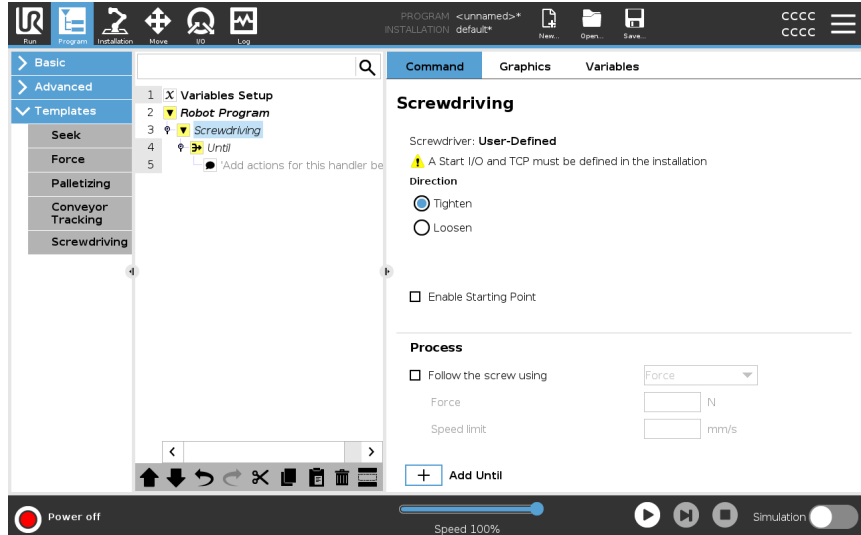 UR
PROGRAM <unnamed>*
INSTALLATION default*
CCCC
CCCC
Run
Program
Installation
Move
I/O
Log
New...
Open...
Save...
Basic
Advanced
Templates
Seek
Force
Palletizing
Conveyor
Tracking
Screwdriving
1 X Variables Setup
2 Robot Program
3 Screwdriving
4 Until
5 'Add actions for this handler be
Command
Graphics
Variables
Screwdriving
Screwdriver: User-Defined
A Start I/O and TCP must be defined in the installation
Direction
Tighten
Loosen
Enable Starting Point
Process
Follow the screw using
Force
Force
N
Speed limit
mm/s
+ Add Until
Power off
Speed 100%
Simulation